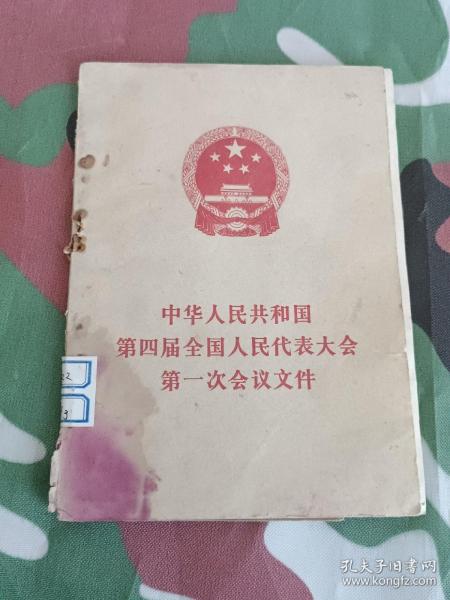 中华人民共和国
第四届全国人民代表大会
第一次会议文件
孔夫子旧书网
www.kongfz.com